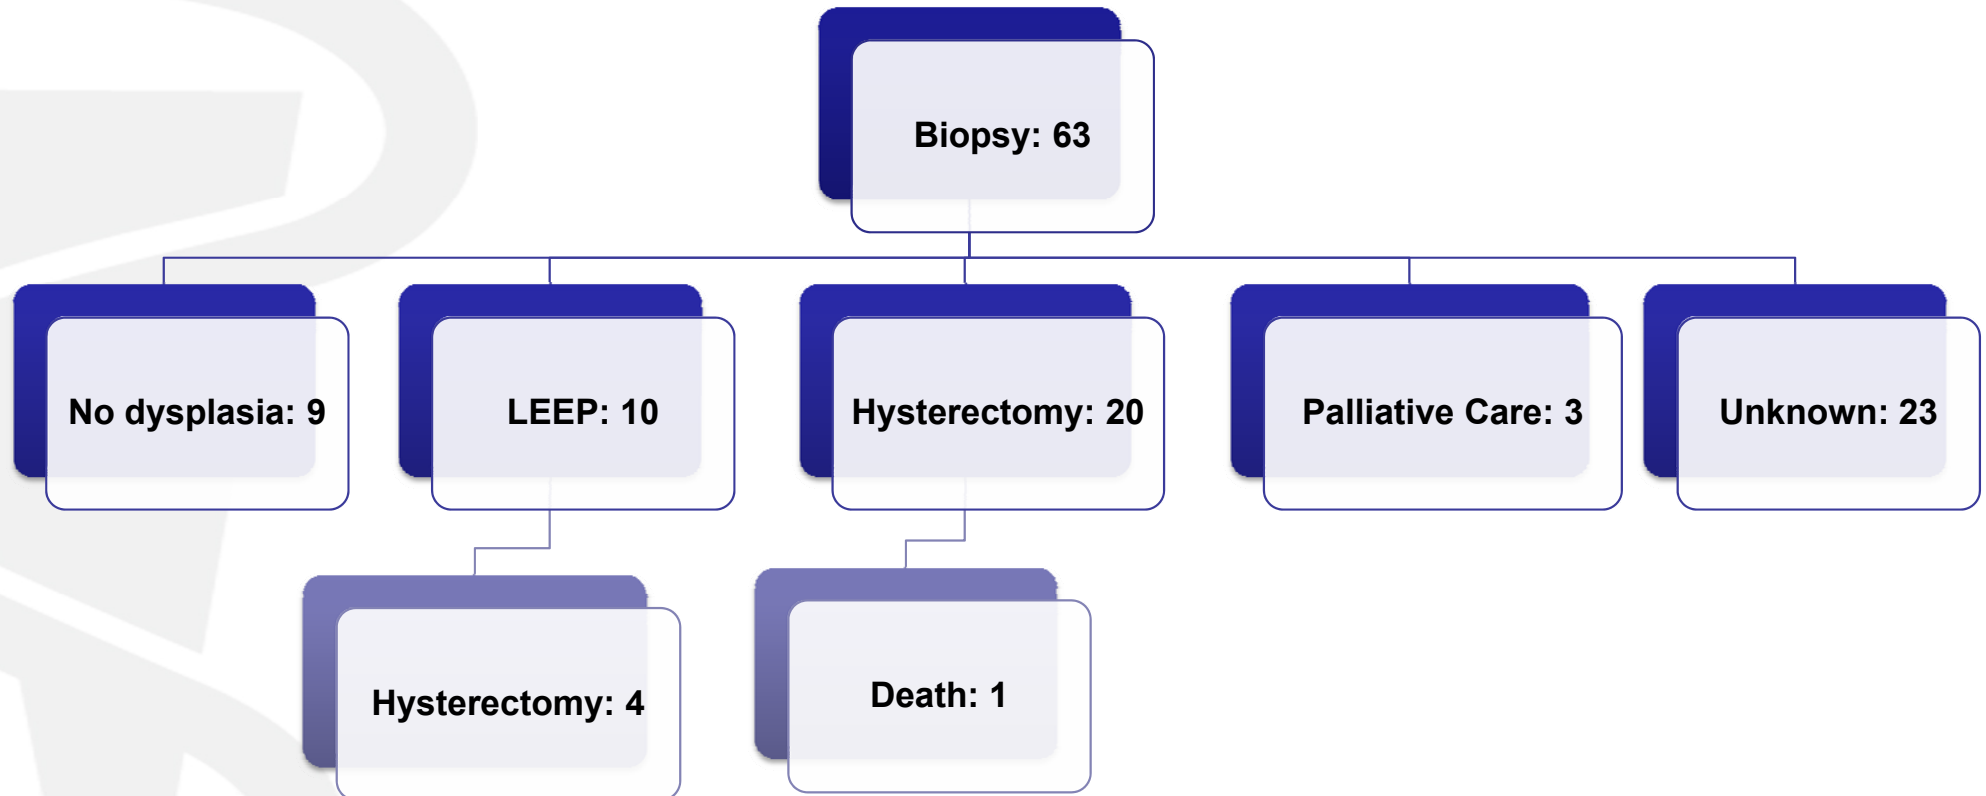 Biopsy: 63
No dysplasia: 9
LEEP: 10
Hysterectomy: 20
Palliative Care: 3
Unknown: 23
Hysterectomy: 4
Death: 1